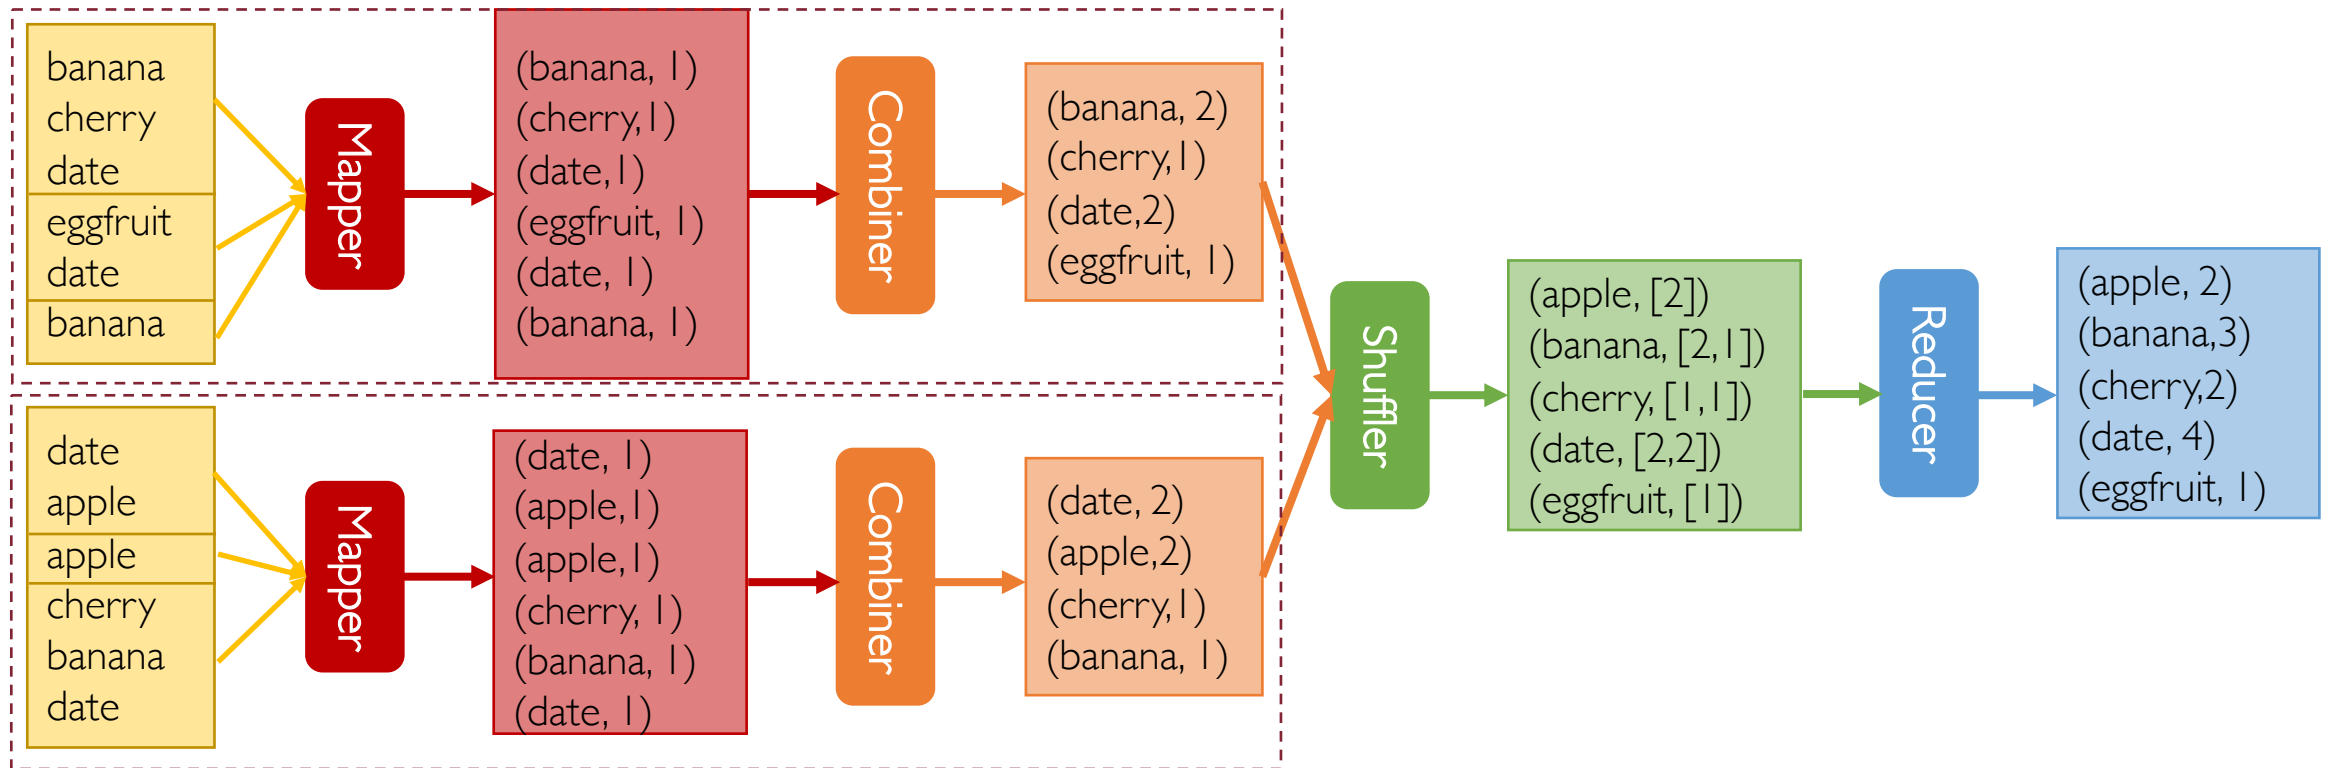 banana
cherry
date
eggfruit
date
banana
Mapper
(banana, 1)
(cherry,1)
(date,1)
(eggfruit, 1)
(date, 1)
(banana, 1)
Combiner
(banana, 2)
(cherry,1)
(date,2)
(eggfruit, 1)
date
apple
apple
cherry
banana
date
Mapper
(date, 1)
(apple,1)
(apple,1)
(cherry, 1)
(banana, 1)
(date, 1)
Combiner
(date, 2)
(apple,2)
(cherry,1)
(banana, 1)
Shuffler
(apple, [2])
(banana, [2,1])
(cherry, [1,1])
(date, [2,2])
(eggfruit, [1])
Reducer
(apple, 2)
(banana,3)
(cherry,2)
(date, 4)
(eggfruit, 1)